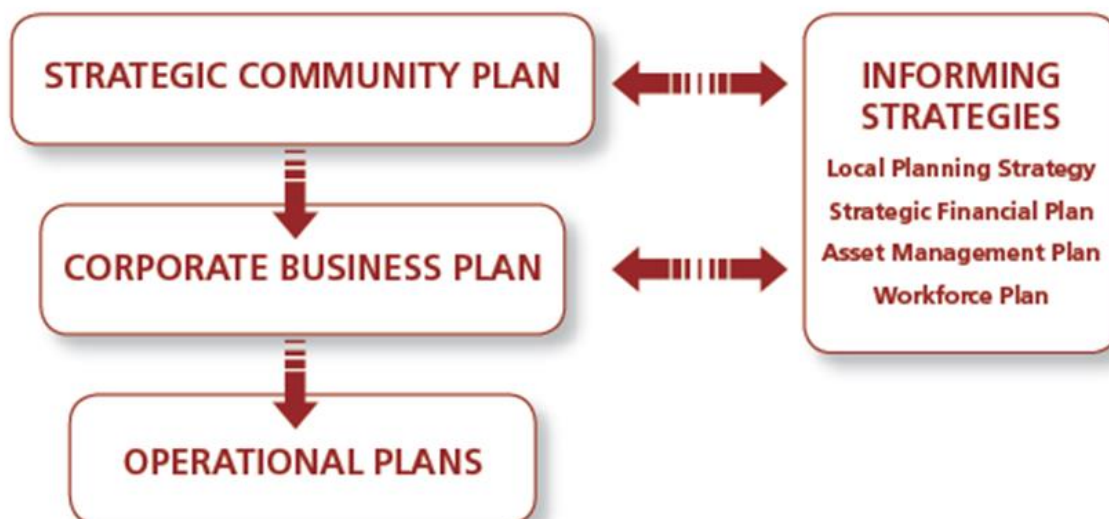 STRATEGIC COMMUNITY PLAN
CORPORATE BUSINESS PLAN
OPERATIONAL PLANS
INFORMING
STRATEGIES
Local Planning Strategy
Strategic Financial Plan
Asset Management Plan
Workforce Plan